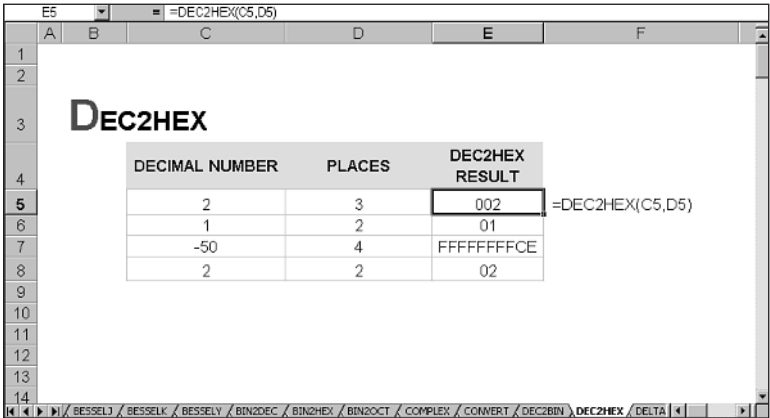 E5 = =DEC2HEX(C5,D5)
A B C D E F
1
2
3 DEC2HEX
4 DECIMAL NUMBER PLACES DEC2HEX RESULT
5 2 3 002 =DEC2HEX(C5,D5)
6 1 2 01
7 -50 4 FFFFFFFFCE
8 2 2 02
9
10
11
12
13
14
BESSELJ BESSELK BESSELY BIN2DEC BIN2HEX BIN2OCT COMPLEX CONVERT DEC2BIN DEC2HEX DELTA